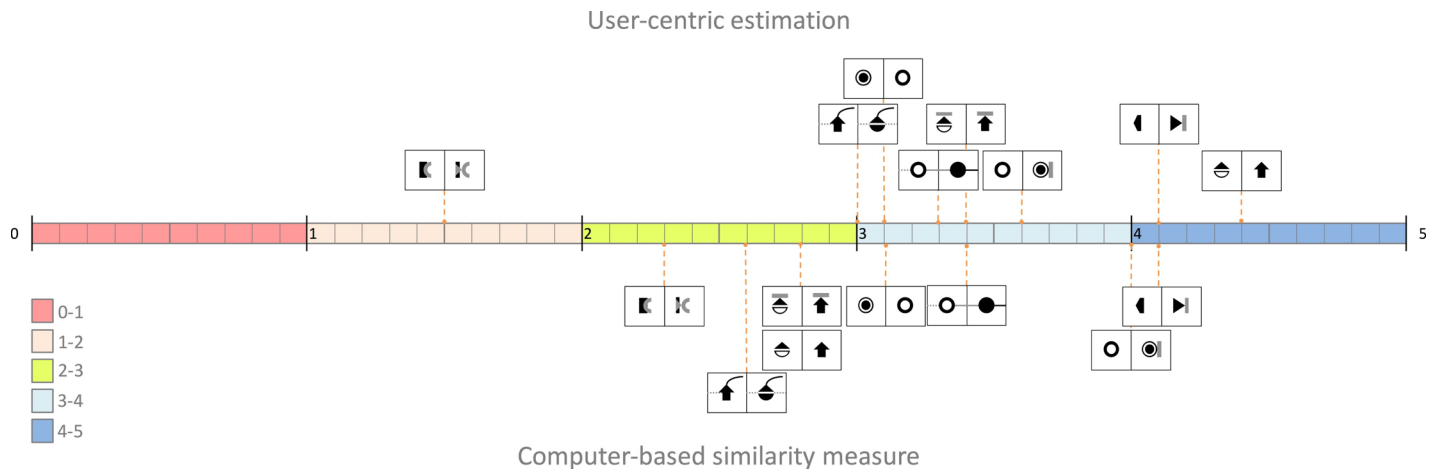 User-centric estimation
0 1 2 3 4 5
0-1
1-2
2-3
3-4
4-5
Computer-based similarity measure